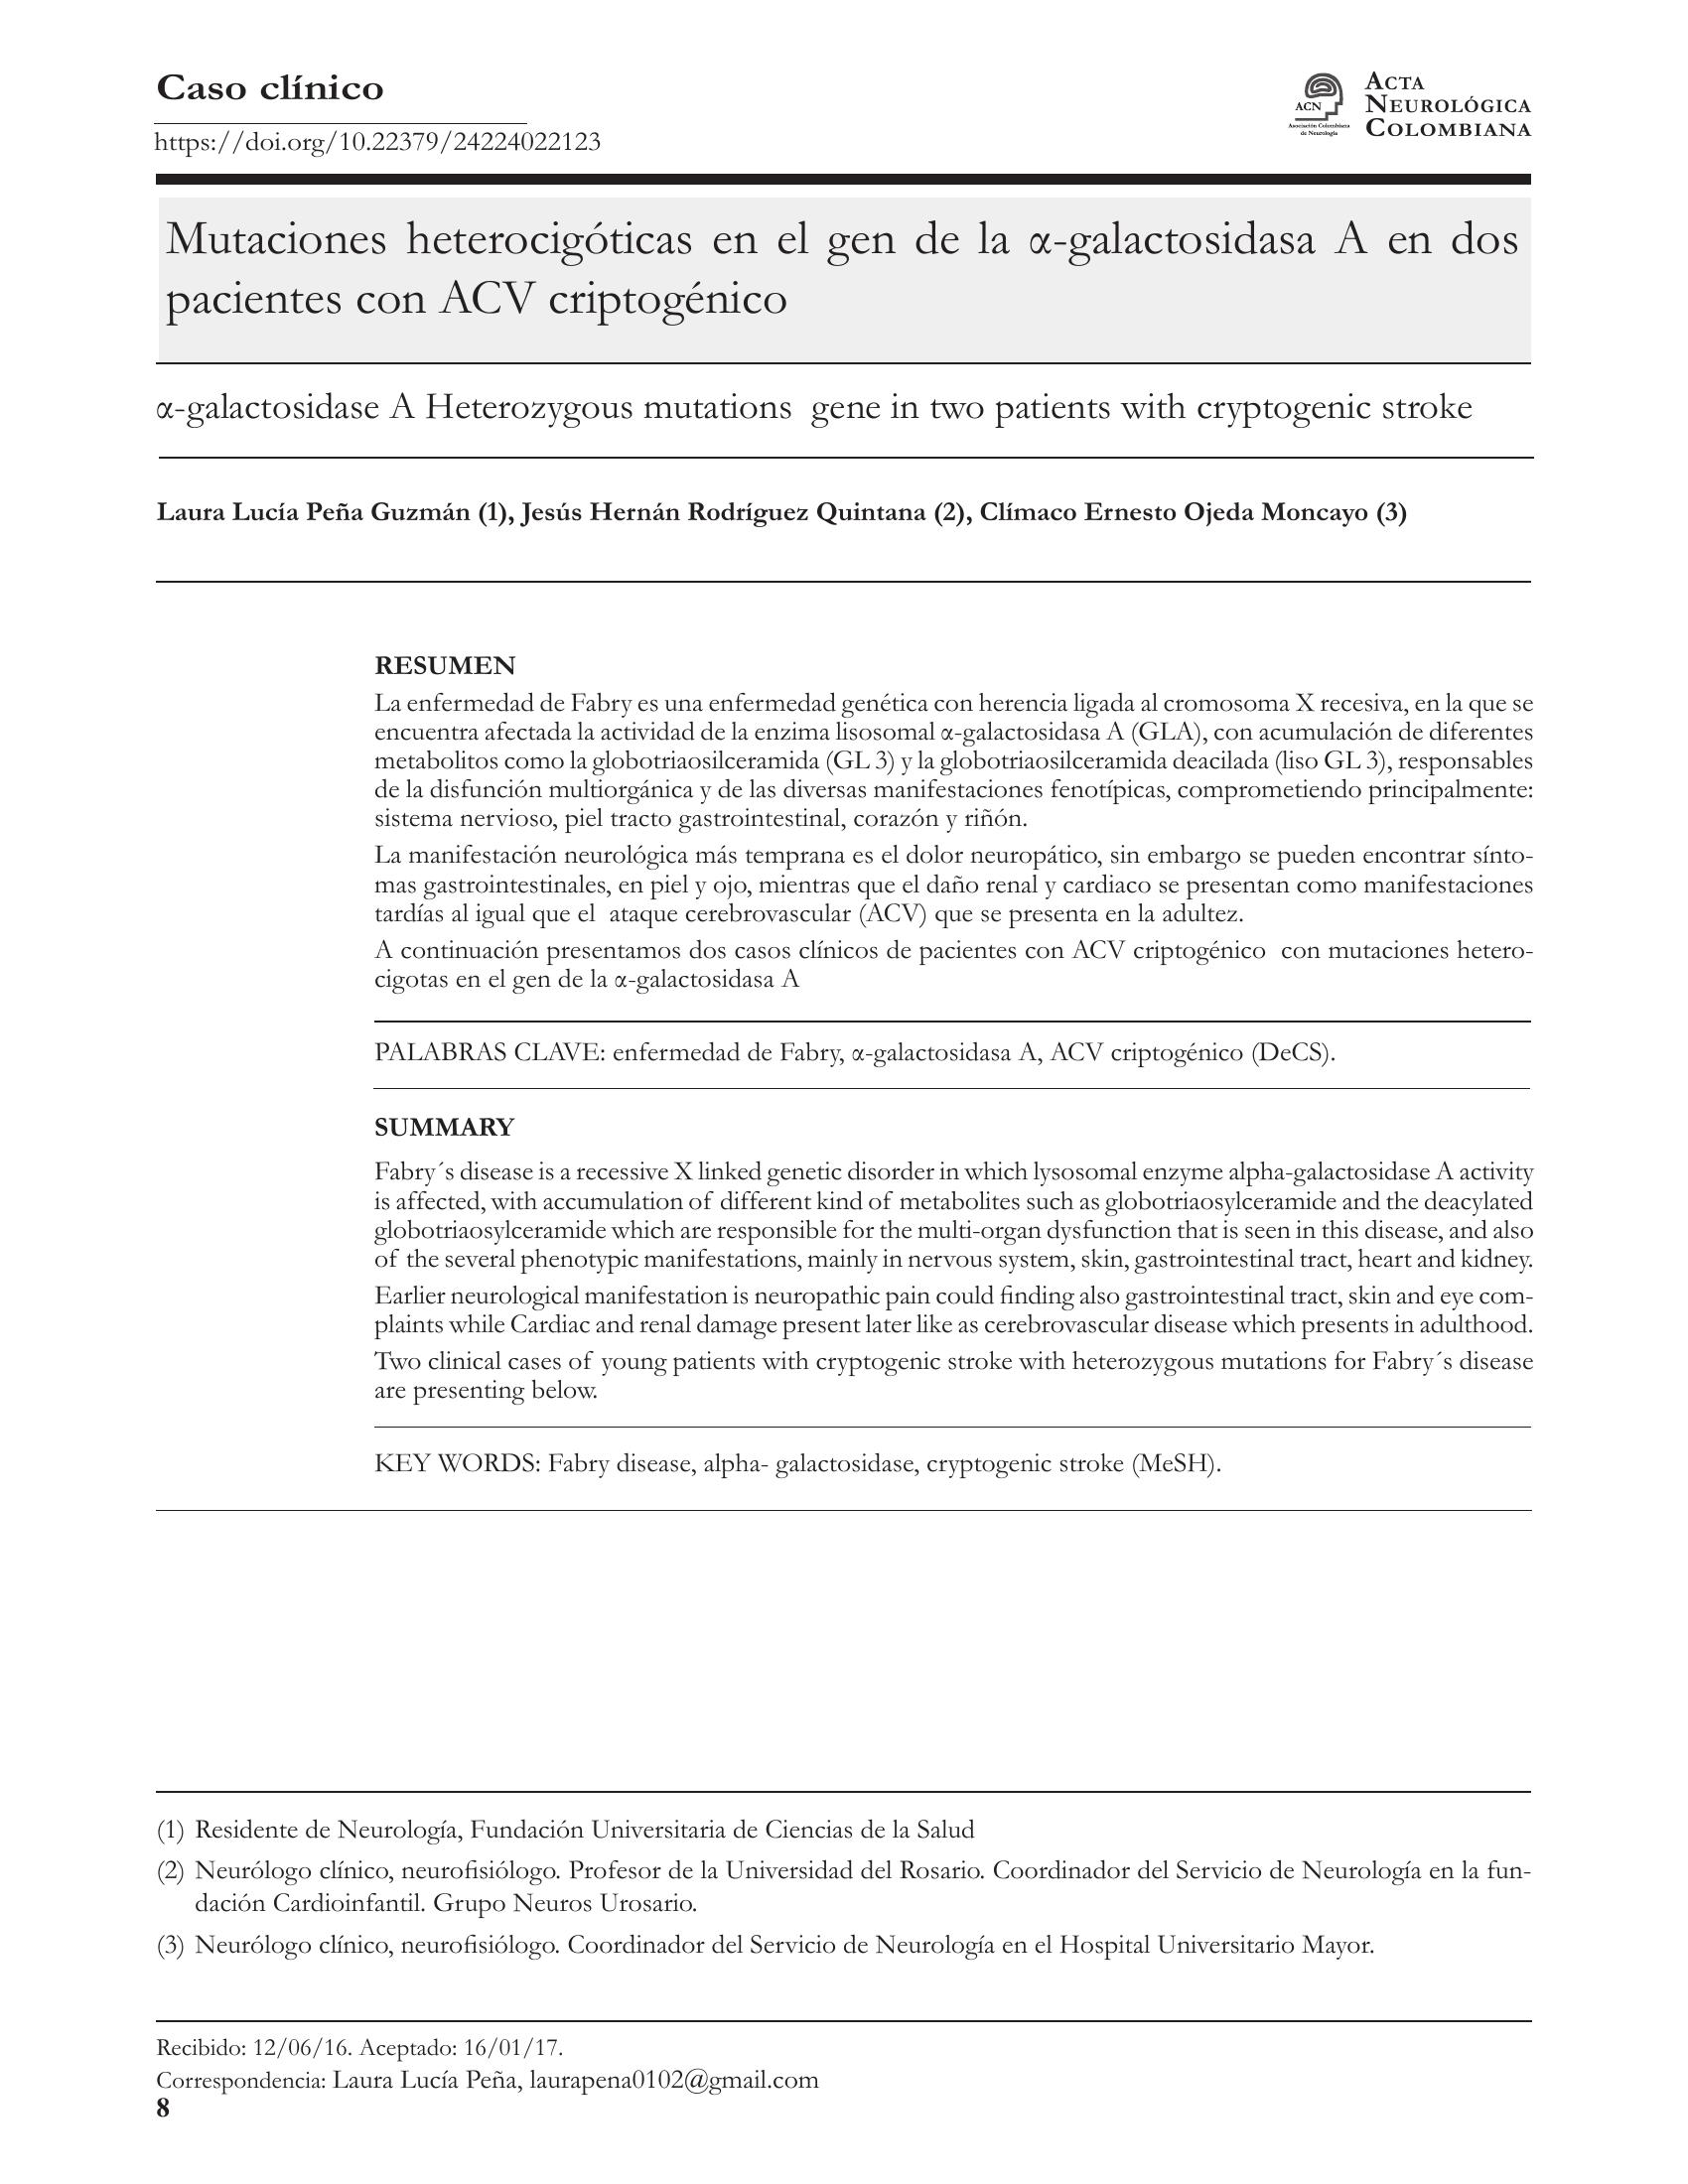 Caso clínico
https://doi.org/10.22379/24224022123
ACN
Asociación Colombiana
de Neurología
ACTA
NEUROLÓGICA
COLOMBIANA
Mutaciones heterocigóticas en el gen de la α-galactosidasa A en dos
pacientes con ACV criptogénico
α-galactosidase A Heterozygous mutations gene in two patients with cryptogenic stroke
Laura Lucía Peña Guzmán (1), Jesús Hernán Rodríguez Quintana (2), Clímaco Ernesto Ojeda Moncayo (3)
RESUMEN
La enfermedad de Fabry es una enfermedad genética con herencia ligada al cromosoma X recesiva, en la que se
encuentra afectada la actividad de la enzima lisosomal α-galactosidasa A (GLA), con acumulación de diferentes
metabolitos como la globotriaosilceramida (GL 3) y la globotriaosilceramida deacilada (liso GL 3), responsables
de la disfunción multiorgánica y de las diversas manifestaciones fenotípicas, comprometiendo principalmente:
sistema nervioso, piel tracto gastrointestinal, corazón y riñón.
La manifestación neurológica más temprana es el dolor neuropático, sin embargo se pueden encontrar sínto-
mas gastrointestinales, en piel y ojo, mientras que el daño renal y cardiaco se presentan como manifestaciones
tardías al igual que el ataque cerebrovascular (ACV) que se presenta en la adultez.
A continuación presentamos dos casos clínicos de pacientes con ACV criptogénico con mutaciones hetero-
cigotas en el gen de la α-galactosidasa A
PALABRAS CLAVE: enfermedad de Fabry, α-galactosidasa A, ACV criptogénico (DeCS).
SUMMARY
Fabry´s disease is a recessive X linked genetic disorder in which lysosomal enzyme alpha-galactosidase A activity
is affected, with accumulation of different kind of metabolites such as globotriaosylceramide and the deacylated
globotriaosylceramide which are responsible for the multi-organ dysfunction that is seen in this disease, and also
of the several phenotypic manifestations, mainly in nervous system, skin, gastrointestinal tract, heart and kidney.
Earlier neurological manifestation is neuropathic pain could finding also gastrointestinal tract, skin and eye com-
plaints while Cardiac and renal damage present later like as cerebrovascular disease which presents in adulthood.
Two clinical cases of young patients with cryptogenic stroke with heterozygous mutations for Fabry´s disease
are presenting below.
KEY WORDS: Fabry disease, alpha- galactosidase, cryptogenic stroke (MeSH).
(1) Residente de Neurología, Fundación Universitaria de Ciencias de la Salud
(2) Neurólogo clínico, neurofisiólogo. Profesor de la Universidad del Rosario. Coordinador del Servicio de Neurología en la fun-
dación Cardioinfantil. Grupo Neuros Urosario.
(3) Neurólogo clínico, neurofisiólogo. Coordinador del Servicio de Neurología en el Hospital Universitario Mayor.
Recibido: 12/06/16. Aceptado: 16/01/17.
Correspondencia: Laura Lucía Peña, laurapena0102@gmail.com
8